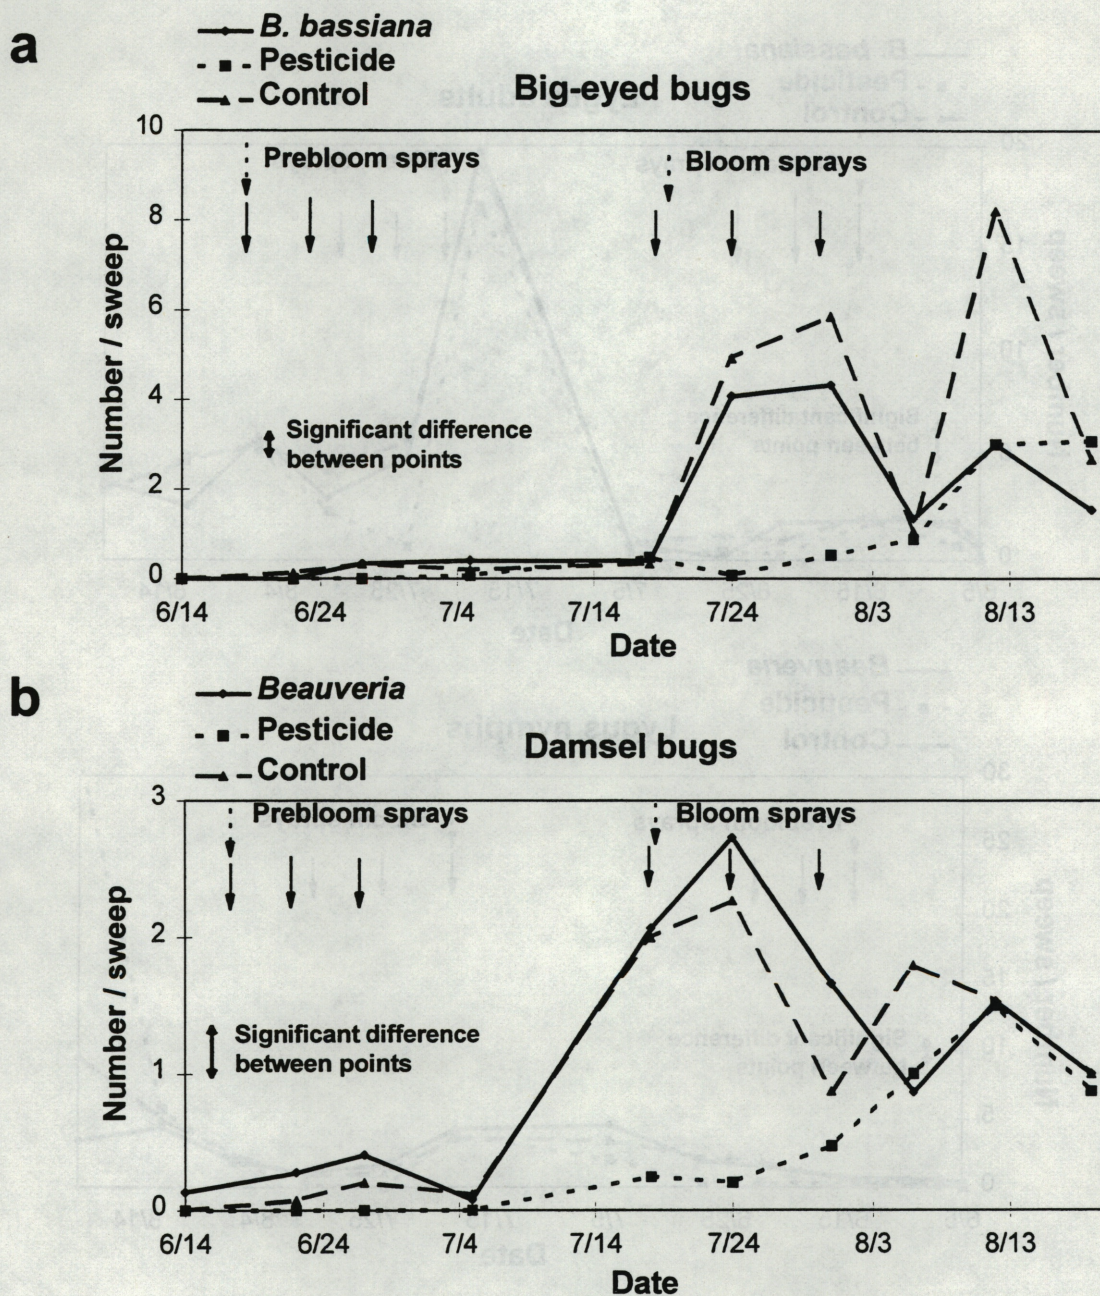 a
B. bassiana
Pesticide
Control
Big-eyed bugs
10
8
6
4
2
0
Number / sweep
Prebloom sprays
Bloom sprays
Significant difference
between points
6/14
6/24
7/4
7/14
7/24
8/3
8/13
Date
b
Beauveria
Pesticide
Control
Damsel bugs
3
2
1
0
Number / sweep
Prebloom sprays
Bloom sprays
Significant difference
between points
6/14
6/24
7/4
7/14
7/24
8/3
8/13
Date